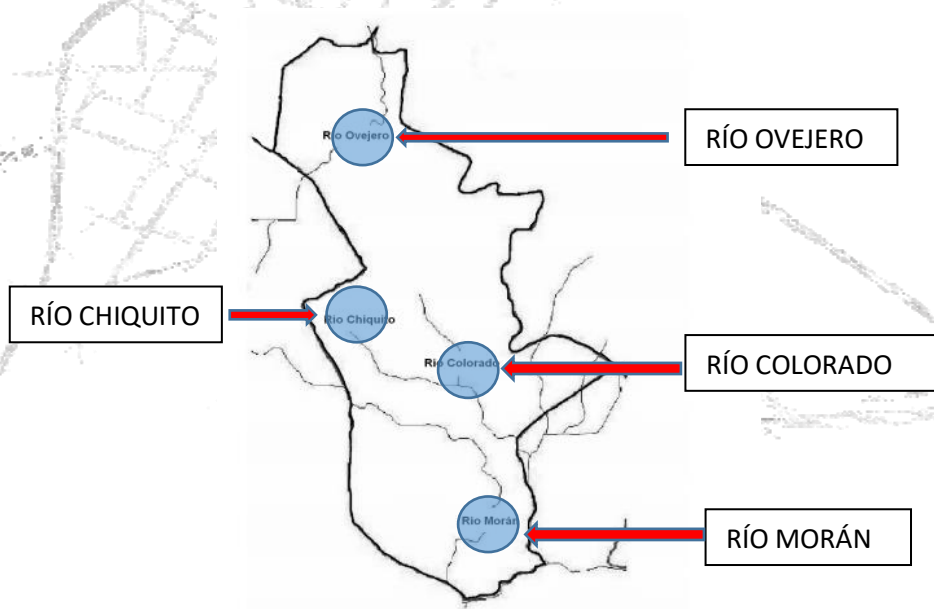 Río Ovejero
RÍO OVEJERO
RÍO CHIQUITO
Río Chiquito
Río Colorado
RÍO COLORADO
Río Morán
RÍO MORÁN